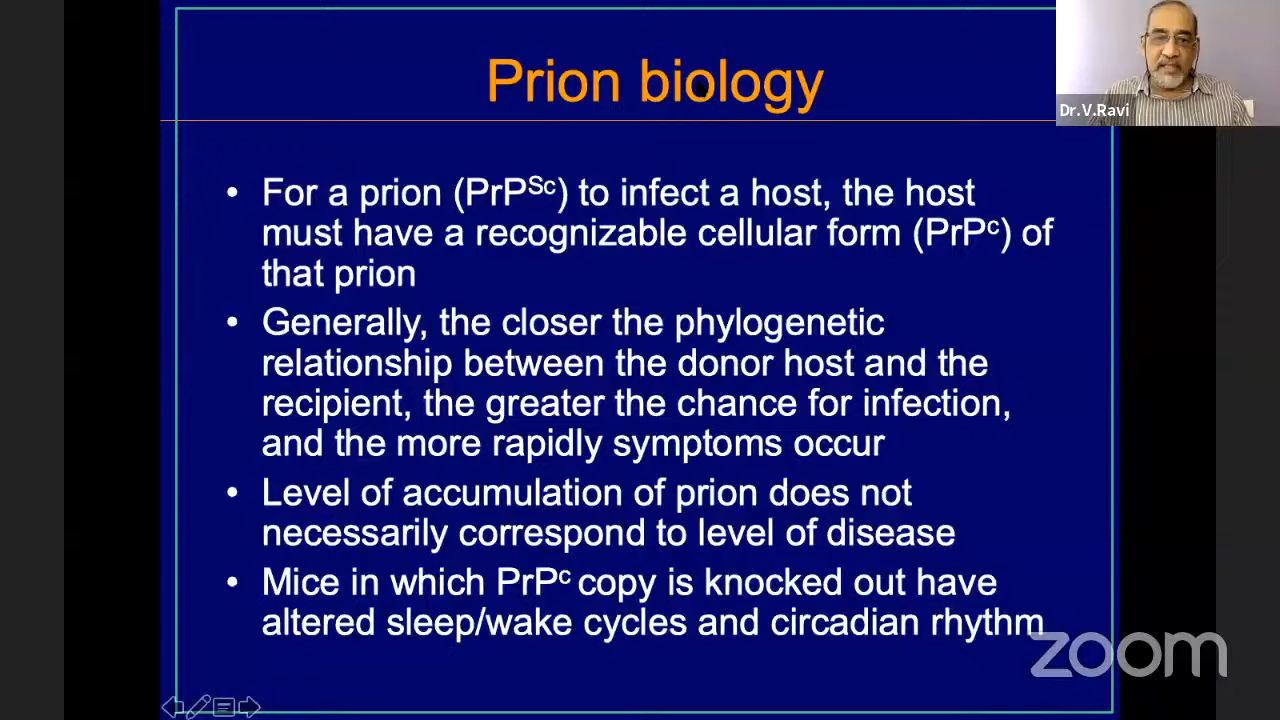 Prion biology
Dr.V.Ravi
• For a prion (PrPˢᶜ) to infect a host, the host
must have a recognizable cellular form (PrPᶜ) of
that prion
• Generally, the closer the phylogenetic
relationship between the donor host and the
recipient, the greater the chance for infection,
and the more rapidly symptoms occur
• Level of accumulation of prion does not
necessarily correspond to level of disease
• Mice in which PrPᶜ copy is knocked out have
altered sleep/wake cycles and circadian rhythm
zoom